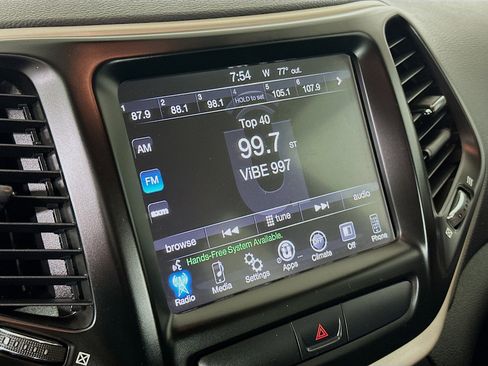 7:54 W 77° out.
1 2 3 4 5 6
87.9 88.1 98.1 HOLD to set 105.1 107.9
Top 40
AM
99.7 ST
FM
ViBE 997
SXM
browse tune audio
Hands-Free System Available.
Radio Media Settings Apps Climate Off Phone